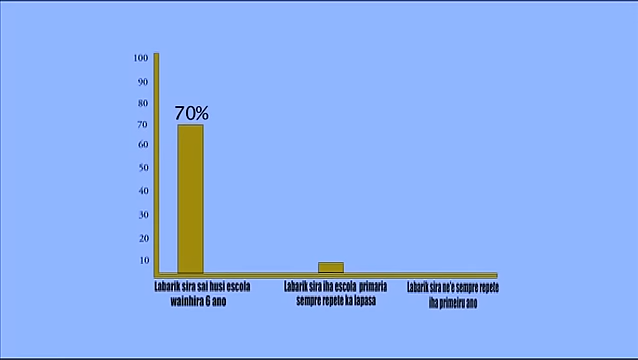 100
90
80
70%
70
60
50
40
30
20
10
Labarik sira sai husi escola
wainhira 6 ano
Labarik sira iha escola primaria
sempre repete ka lapasa
Labarik sira ne'e sempre repete
iha primeiru ano